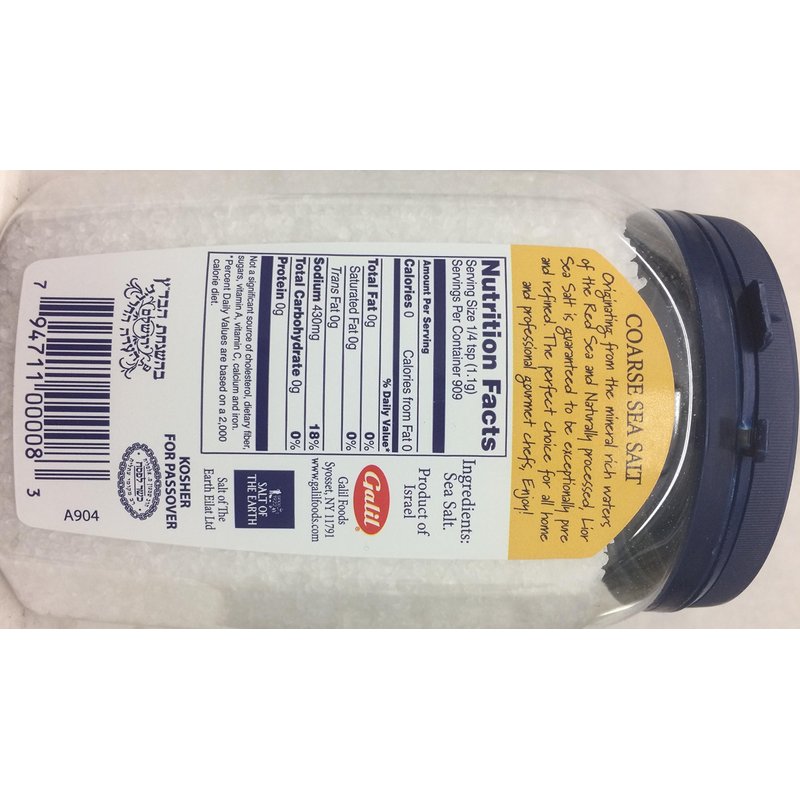 COARSE SEA SALT
Originating from the mineral rich waters
of the Red Sea and Naturally processed, Lior
Sea Salt is guaranteed to be exceptionally pure
and refined. The perfect choice for all home
and professional gourmet chefs, Enjoy!
Nutrition Facts
Serving Size 1/4 tsp (1.1g)
Servings Per Container 909
Amount Per Serving
Calories 0 Calories from Fat 0
% Daily Value*
Total Fat 0g 0%
Saturated Fat 0g 0%
Trans Fat 0g
Sodium 430mg 18%
Total Carbohydrate 0g 0%
Protein 0g
Not a significant source of cholesterol, dietary fiber,
sugars, vitamin A, vitamin C, calcium and iron.
*Percent Daily Values are based on a 2,000
calorie diet.
Ingredients:
Sea Salt.
Product of
Israel
Galil®
Galil Foods
Syosset, NY 11791
www.galilfoods.com
SALT OF
THE EARTH
Salt of The
Earth Eilat Ltd
בהשגחת הבד״ץ
KOSHER
FOR PASSOVER
כשר לפסח
7 94711 00008 3
A904